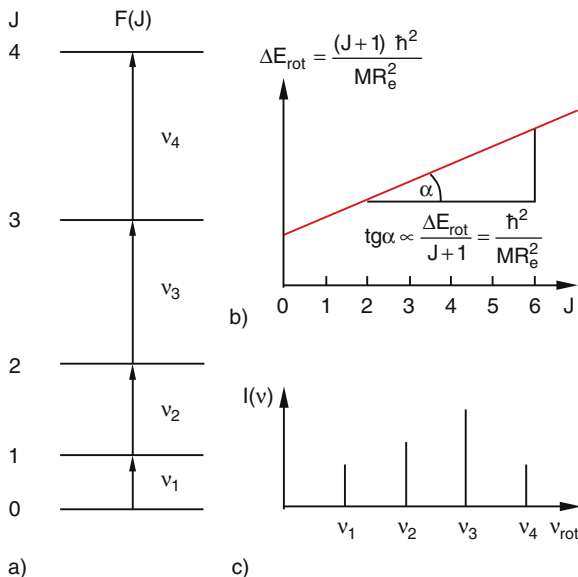 J F(J)
4
ν₄
3
ν₃
2
ν₂
1
ν₁
0
a)
ΔE_rot = (J+1) ħ² / MR_e²
α
tgα ∝ ΔE_rot / J+1 = ħ² / MR_e²
0 1 2 3 4 5 6 J
b)
I(ν)
ν₁ ν₂ ν₃ ν₄ ν_rot
c)